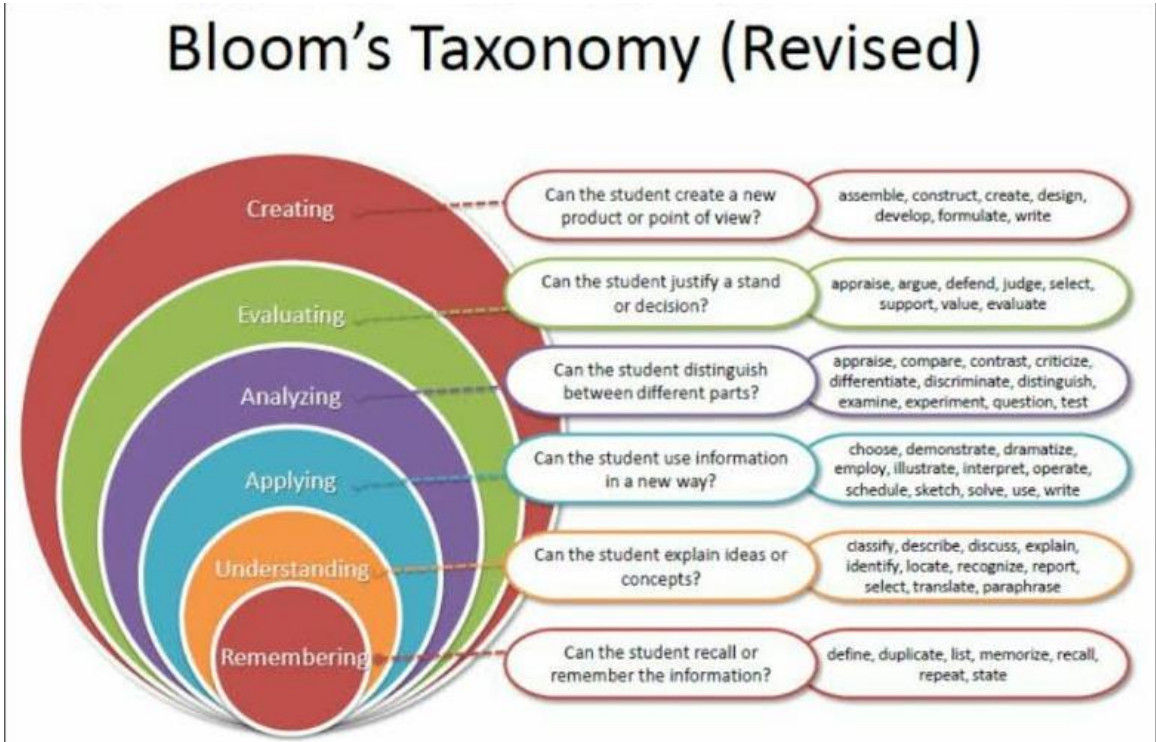 Bloom's Taxonomy (Revised)
Creating
Can the student create a new
product or point of view?
assemble, construct, create, design,
develop, formulate, write
Evaluating
Can the student justify a stand
or decision?
appraise, argue, defend, judge, select,
support, value, evaluate
Analyzing
Can the student distinguish
between different parts?
appraise, compare, contrast, criticize,
differentiate, discriminate, distinguish,
examine, experiment, question, test
Applying
Can the student use information
in a new way?
choose, demonstrate, dramatize,
employ, illustrate, interpret, operate,
schedule, sketch, solve, use, write
Understanding
Can the student explain ideas or
concepts?
classify, describe, discuss, explain,
identify, locate, recognize, report,
select, translate, paraphrase
Remembering
Can the student recall or
remember the information?
define, duplicate, list, memorize, recall,
repeat, state